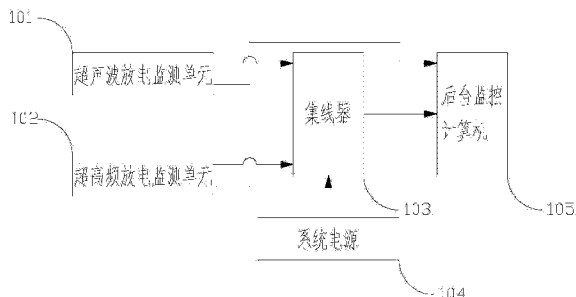 101
超声波放电监测单元
102
超高频放电监测单元
集线器
后台监控
计算机
103
105
系统电源
104